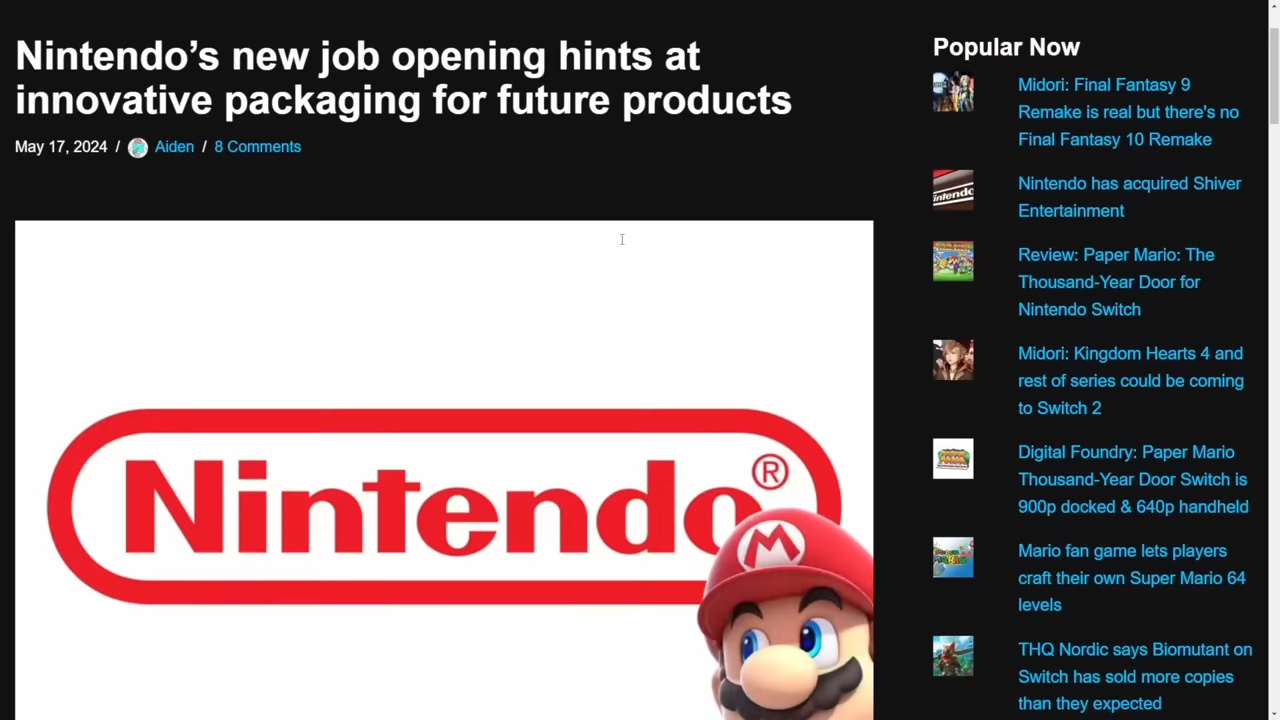 Nintendo’s new job opening hints at
innovative packaging for future products
May 17, 2024 / Aiden / 8 Comments
Nintendo®
M
Popular Now
Midori: Final Fantasy 9
Remake is real but there's no
Final Fantasy 10 Remake
Nintendo has acquired Shiver
Entertainment
Review: Paper Mario: The
Thousand-Year Door for
Nintendo Switch
Midori: Kingdom Hearts 4 and
rest of series could be coming
to Switch 2
Digital Foundry: Paper Mario
Thousand-Year Door Switch is
900p docked & 640p handheld
Mario fan game lets players
craft their own Super Mario 64
levels
THQ Nordic says Biomutant on
Switch has sold more copies
than they expected